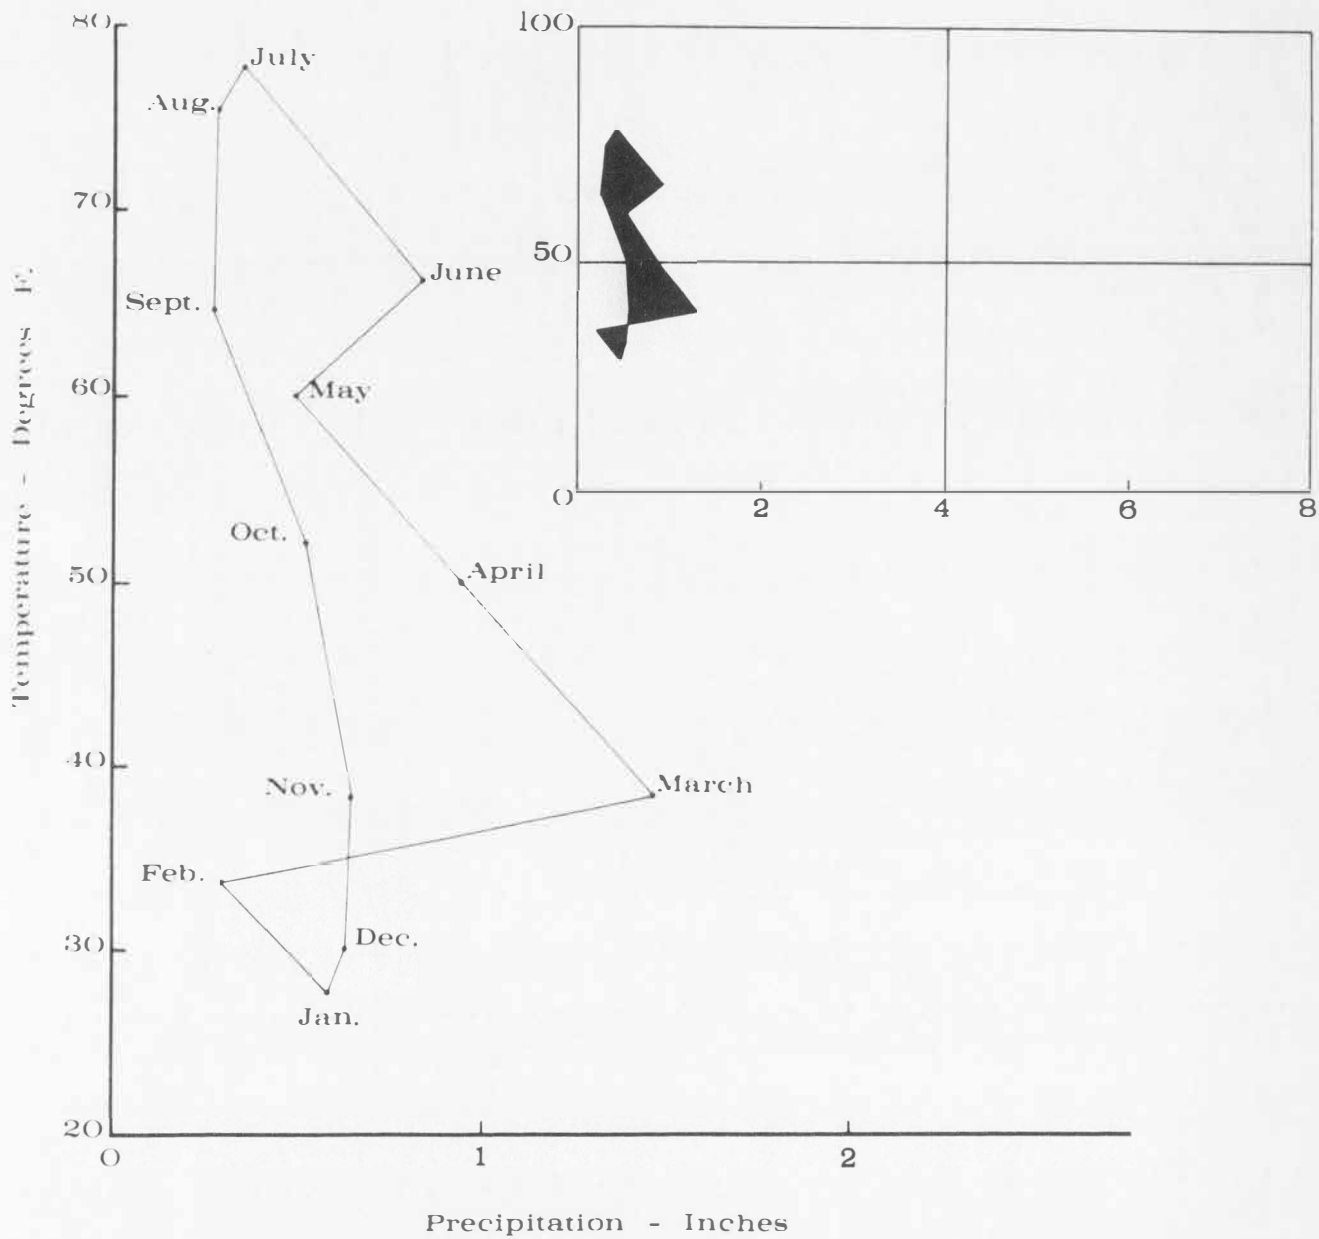 80
July
Aug.
70
June
Sept.
60
May
Oct.
50
April
40
Nov.
March
Feb.
30
Dec.
Jan.
20
0
1
2
Precipitation - Inches
Temperature - Degrees F.
100
50
0
2
4
6
8